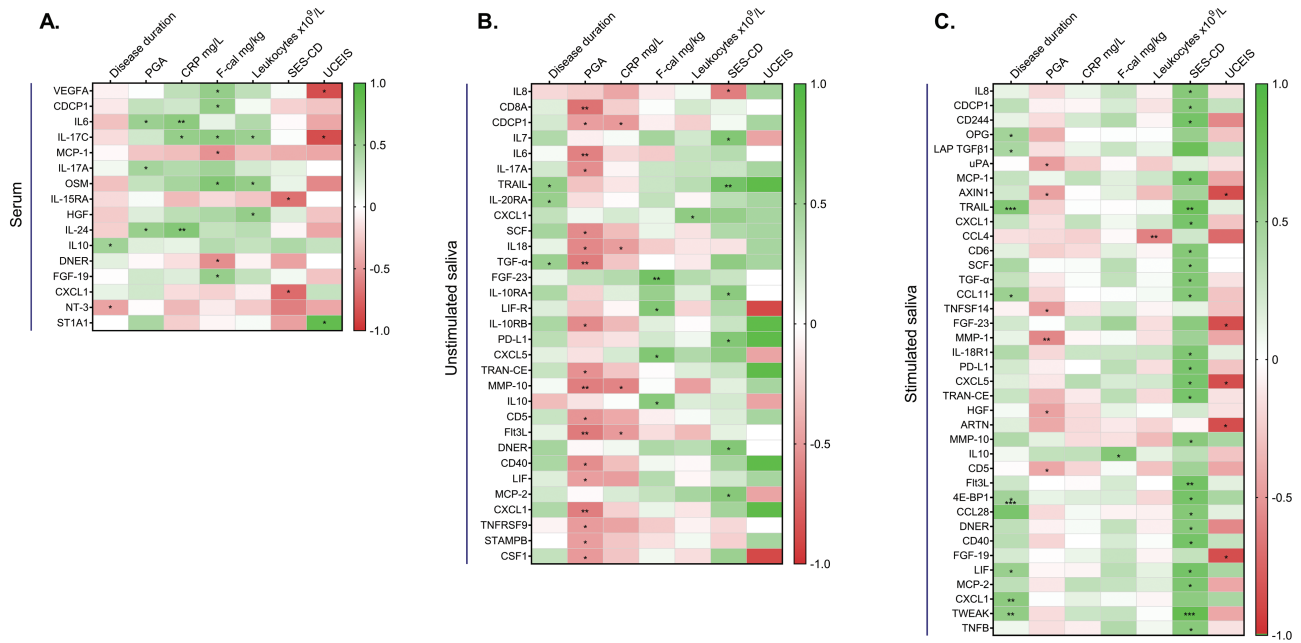 A.
Disease duration
PGA
CRP mg/L
F-cal mg/kg
Leukocytes x10⁹/L
SES-CD
UCEIS
Serum
VEGFA
CDCP1
IL6
IL-17C
MCP-1
IL-17A
OSM
IL-15RA
HGF
IL-24
IL10
DNER
FGF-19
CXCL1
NT-3
ST1A1
1.0
0.5
0
-0.5
-1.0
B.
Disease duration
PGA
CRP mg/L
F-cal mg/kg
Leukocytes x10⁹/L
SES-CD
UCEIS
Unstimulated saliva
IL8
CD8A
CDCP1
IL7
IL6
IL-17A
TRAIL
IL-20RA
CXCL1
SCF
IL18
TGF-α
FGF-23
IL-10RA
LIF-R
IL-10RB
PD-L1
CXCL5
TRAN-CE
MMP-10
IL10
CD5
Flt3L
DNER
CD40
LIF
MCP-2
CXCL1
TNFRSF9
STAMPB
CSF1
1.0
0.5
0
-0.5
-1.0
C.
Disease duration
PGA
CRP mg/L
F-cal mg/kg
Leukocytes x10⁹/L
SES-CD
UCEIS
Stimulated saliva
IL8
CDCP1
CD244
OPG
LAP TGFβ1
uPA
MCP-1
AXIN1
TRAIL
CXCL1
CCL4
CD6
SCF
TGF-α
CCL11
TNFSF14
FGF-23
MMP-1
IL-18R1
PD-L1
CXCL5
TRAN-CE
HGF
ARTN
MMP-10
IL10
CD5
Flt3L
4E-BP1
CCL28
DNER
CD40
FGF-19
LIF
MCP-2
CXCL1
TWEAK
TNFB
1.0
0.5
0
-0.5
-1.0